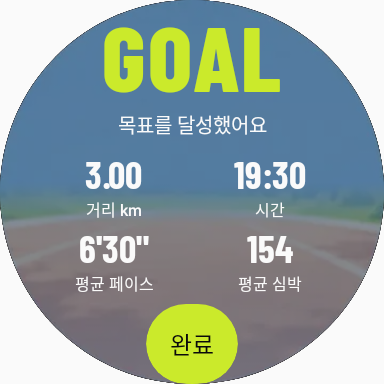 GOAL
목표를 달성했어요
3.00 19:30
거리 km 시간
6'30" 154
평균 페이스 평균 심박
완료